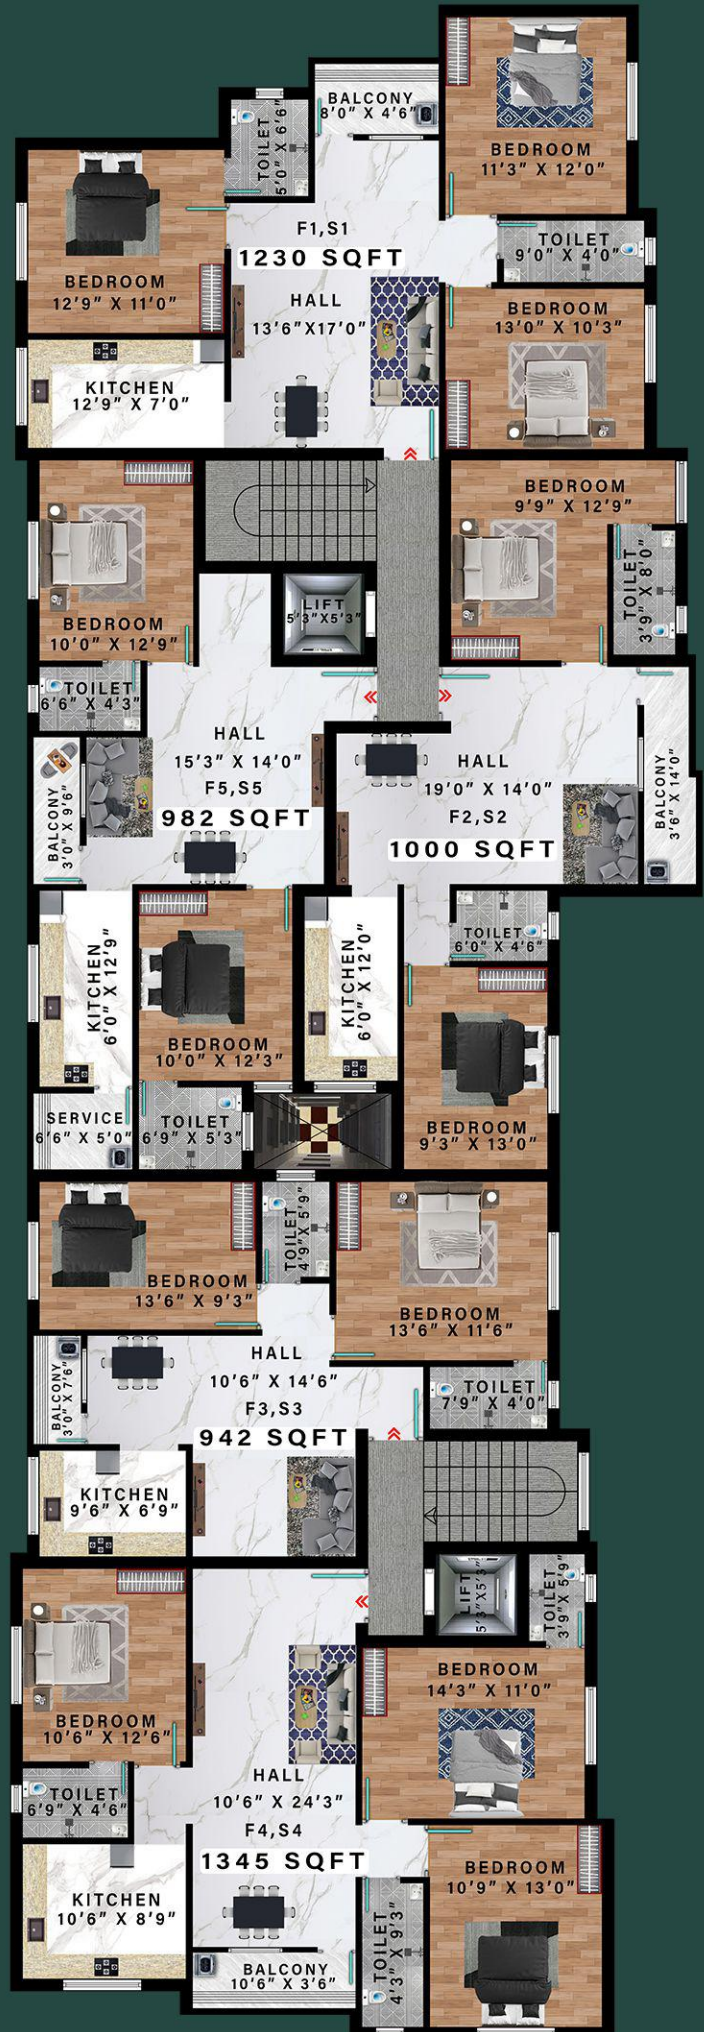 BALCONY
8'0" X 4'6"
TOILET
5'0" X 6'6"
BEDROOM
11'3" X 12'0"
F1,S1
1230 SQFT
TOILET
9'0" X 4'0"
BEDROOM
12'9" X 11'0"
HALL
13'6"X17'0"
BEDROOM
13'0" X 10'3"
KITCHEN
12'9" X 7'0"
BEDROOM
9'9" X 12'9"
TOILET
3'9" X 8'0"
LIFT
5'3"X5'3"
BEDROOM
10'0" X 12'9"
TOILET
6'6" X 4'3"
HALL
15'3" X 14'0"
F5,S5
982 SQFT
BALCONY
3'0" X 9'6"
HALL
19'0" X 14'0"
F2,S2
1000 SQFT
BALCONY
3'6" X 14'0"
KITCHEN
6'0" X 12'9"
BEDROOM
10'0" X 12'3"
KITCHEN
6'0" X 12'0"
TOILET
6'0" X 4'6"
BEDROOM
9'3" X 13'0"
SERVICE
6'6" X 5'0"
TOILET
6'9" X 5'3"
TOILET
4'9"X 5'9"
BEDROOM
13'6" X 9'3"
BEDROOM
13'6" X 11'6"
HALL
10'6" X 14'6"
F3,S3
942 SQFT
BALCONY
3'0" X 7'6"
TOILET
7'9" X 4'0"
KITCHEN
9'6" X 6'9"
LIFT
5'3"X5'3"
TOILET
3'9" X 5'9"
BEDROOM
14'3" X 11'0"
BEDROOM
10'6" X 12'6"
TOILET
6'9" X 4'6"
HALL
10'6" X 24'3"
F4,S4
1345 SQFT
BEDROOM
10'9" X 13'0"
KITCHEN
10'6" X 8'9"
TOILET
4'3" X 9'3"
BALCONY
10'6" X 3'6"